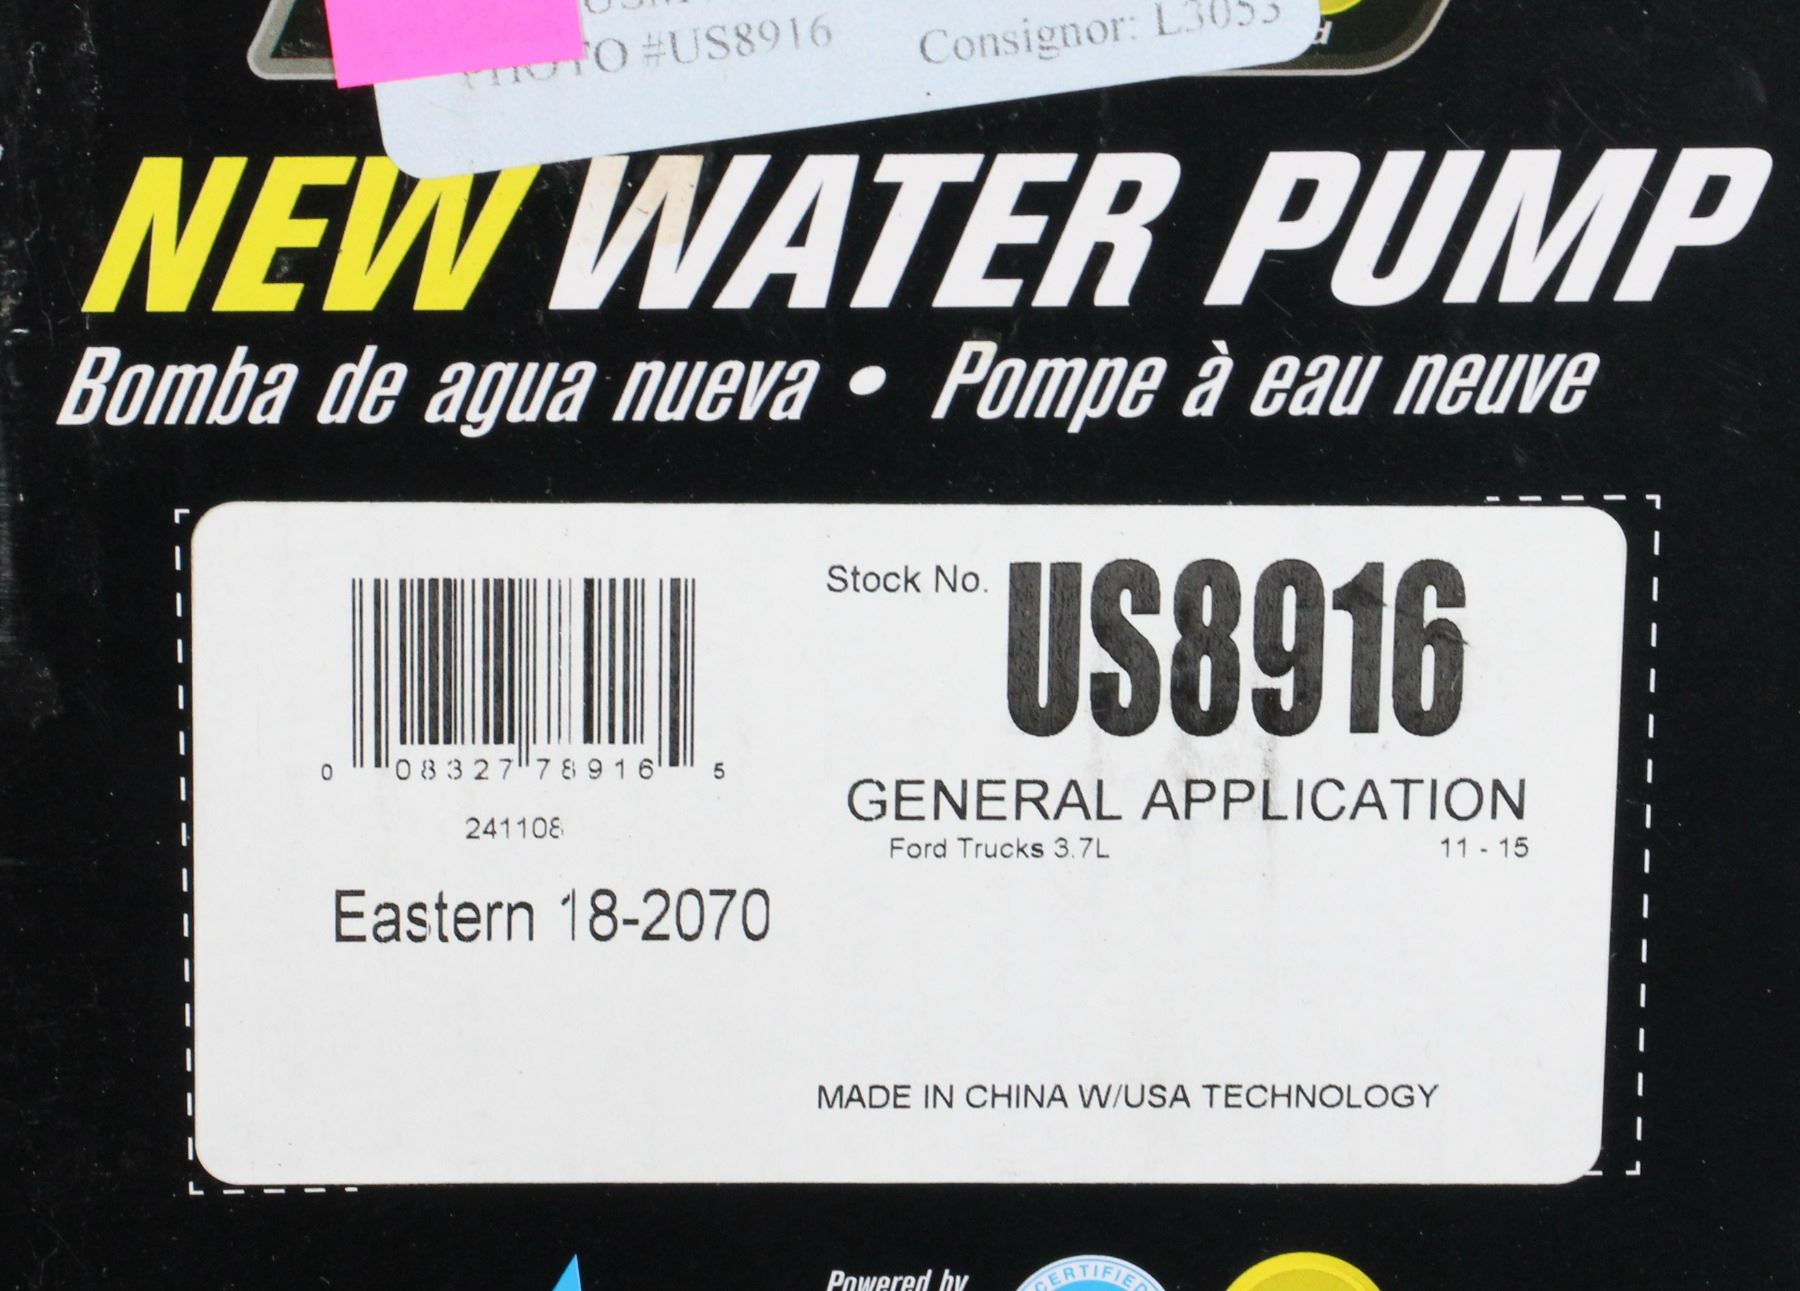 PHOTO #US8916 Consignor: L3053
NEW WATER PUMP
Bomba de agua nueva • Pompe à eau neuve
Stock No. US8916
0 08327 78916 5
241108
GENERAL APPLICATION
Ford Trucks 3.7L 11 - 15
Eastern 18-2070
MADE IN CHINA W/USA TECHNOLOGY
Powered by
CERTIFIED